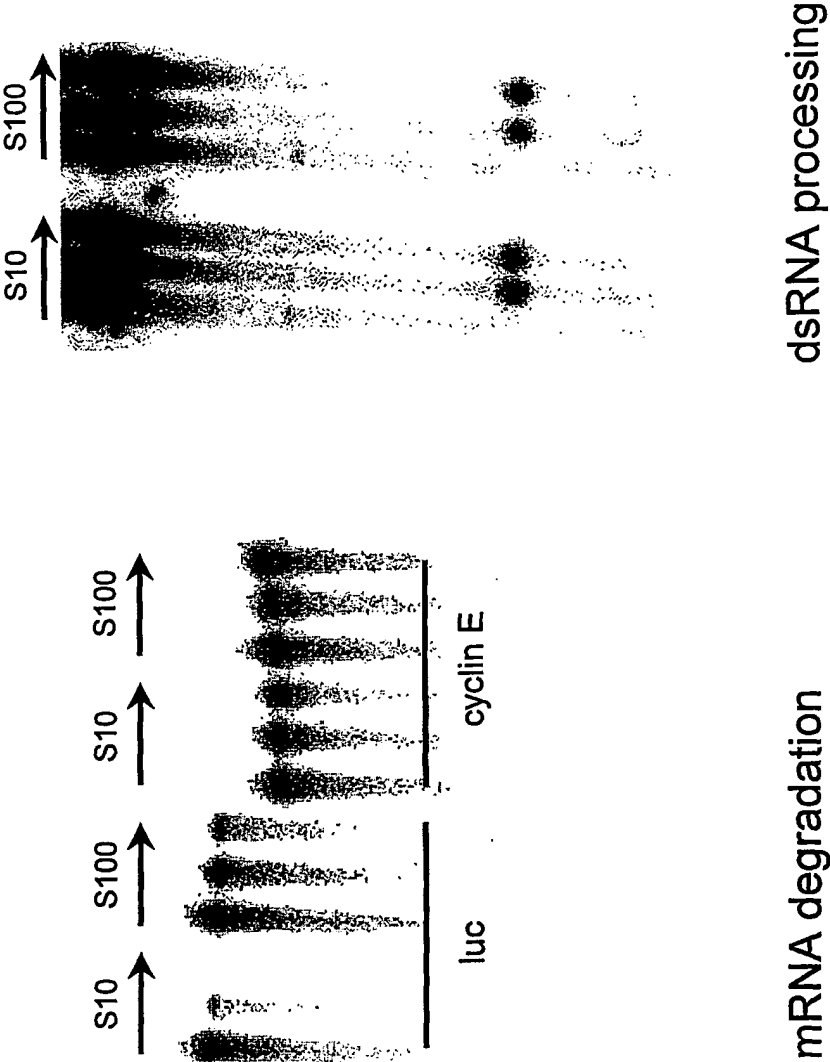 S10 S100 S10 S100
luc cyclin E
mRNA degradation
S10 S100
dsRNA processing